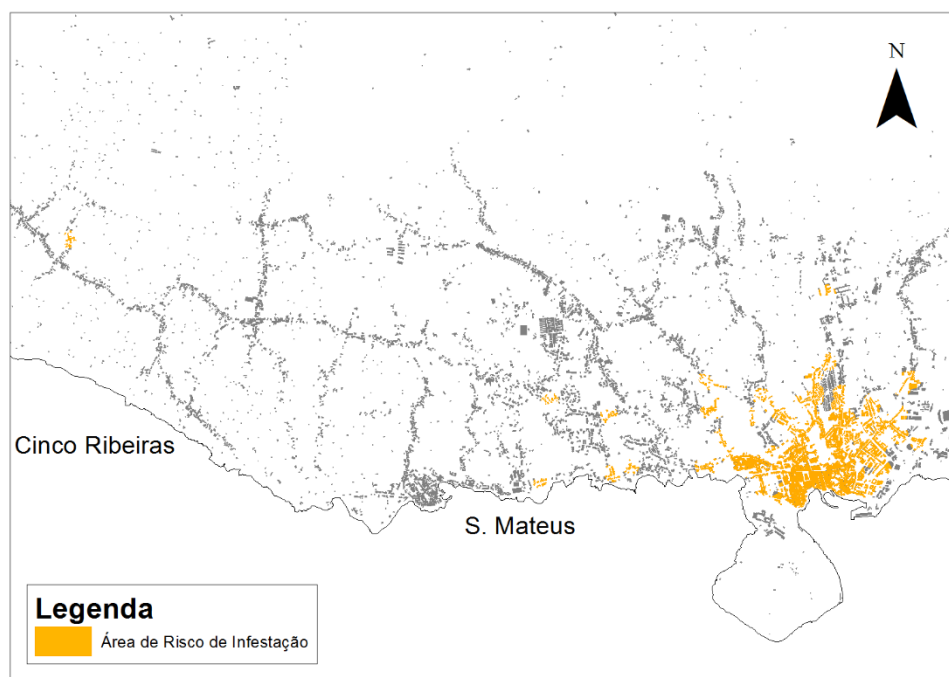 N
Cinco Ribeiras
S. Mateus
Legenda
Área de Risco de Infestação